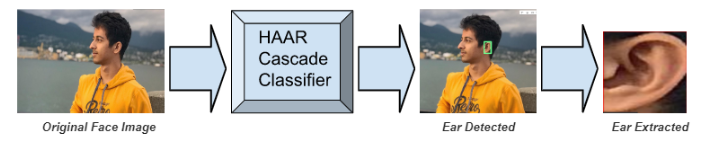 HAAR
Cascade
Classifier
Original Face Image
Ear Detected
Ear Extracted